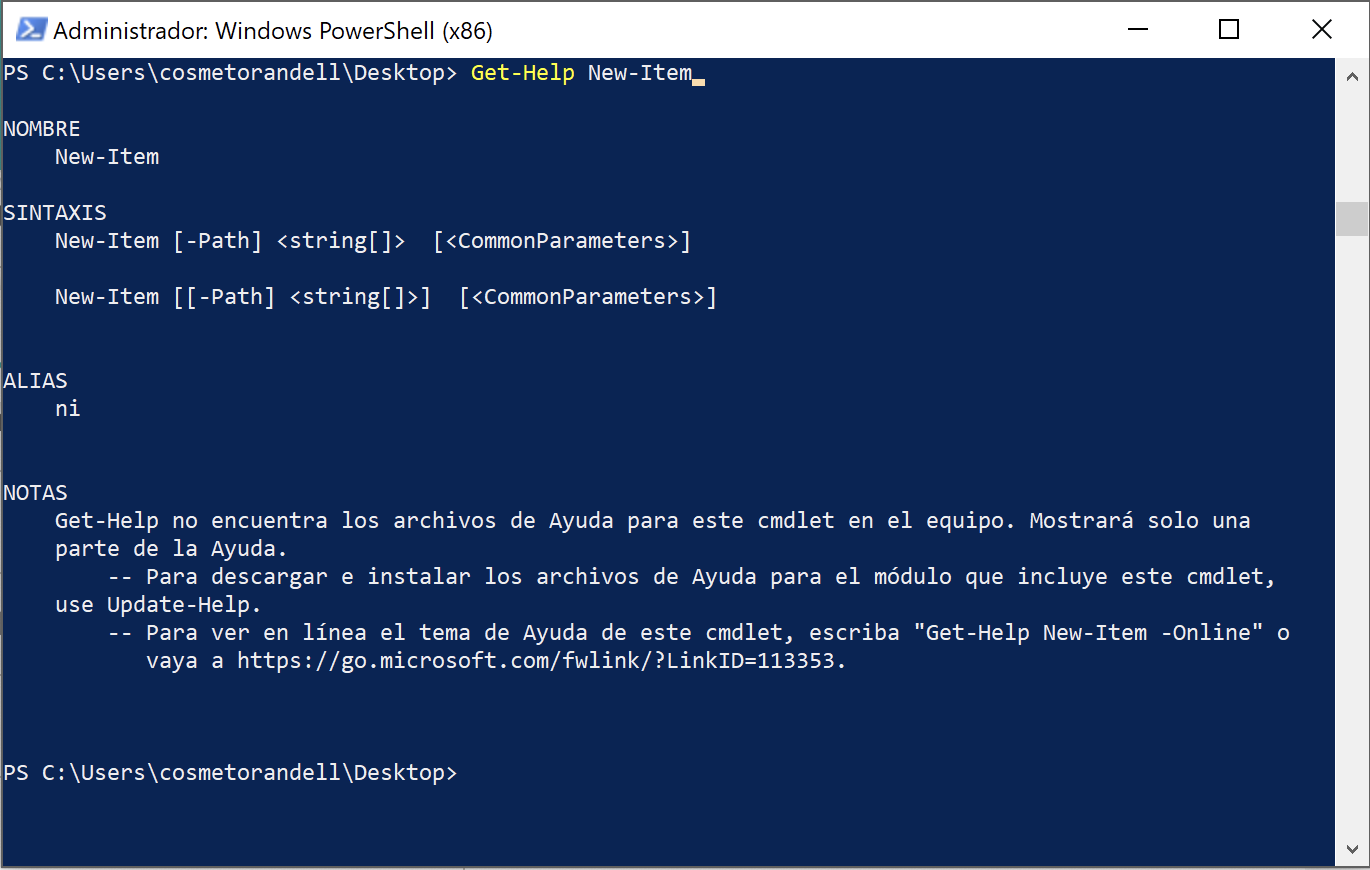 Administrador: Windows PowerShell (x86)
PS C:\Users\cosmetorandell\Desktop> Get-Help New-Item
NOMBRE
New-Item
SINTAXIS
New-Item [-Path] <string[]>  [<CommonParameters>]
New-Item [[-Path] <string[]>]  [<CommonParameters>]
ALIAS
ni
NOTAS
Get-Help no encuentra los archivos de Ayuda para este cmdlet en el equipo. Mostrará solo una
parte de la Ayuda.
-- Para descargar e instalar los archivos de Ayuda para el módulo que incluye este cmdlet,
use Update-Help.
-- Para ver en línea el tema de Ayuda de este cmdlet, escriba "Get-Help New-Item -Online" o
vaya a https://go.microsoft.com/fwlink/?LinkID=113353.
PS C:\Users\cosmetorandell\Desktop>